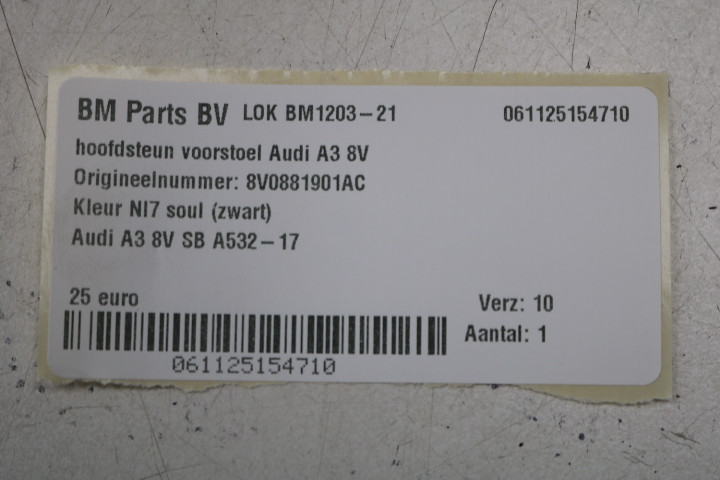 BM Parts BV LOK BM1203-21 061125154710
hoofdsteun voorstoel Audi A3 8V
Origineelnummer: 8V0881901AC
Kleur NI7 soul (zwart)
Audi A3 8V SB A532-17
25 euro Verz: 10
Aantal: 1
061125154710